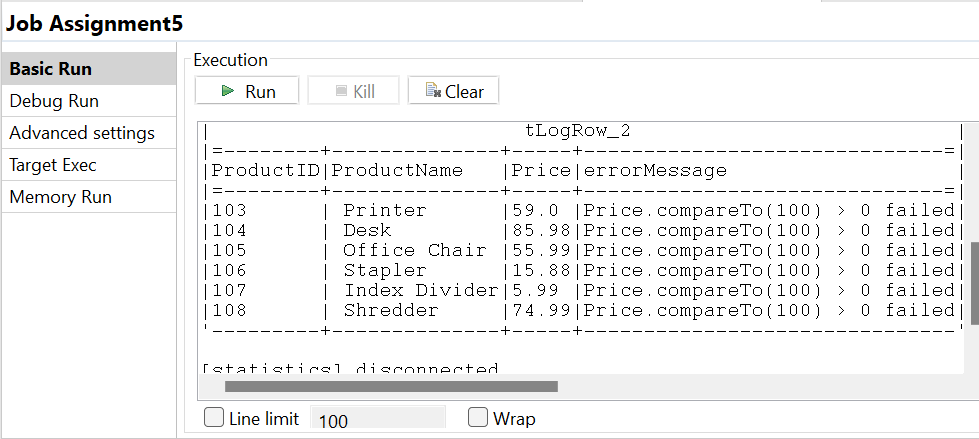 Job Assignment5
Basic Run
Debug Run
Advanced settings
Target Exec
Memory Run
Execution
Run Kill Clear
| tLogRow_2 |
|=--------+--------------+-----+------------------------------=|
|ProductID|ProductName |Price|errorMessage |
|=--------+--------------+-----+------------------------------=|
|103 | Printer |59.0 |Price.compareTo(100) > 0 failed|
|104 | Desk |85.98|Price.compareTo(100) > 0 failed|
|105 | Office Chair |55.99|Price.compareTo(100) > 0 failed|
|106 | Stapler |15.88|Price.compareTo(100) > 0 failed|
|107 | Index Divider|5.99 |Price.compareTo(100) > 0 failed|
|108 | Shredder |74.99|Price.compareTo(100) > 0 failed|
'---------+--------------+-----+-------------------------------'
[statistics] disconnected
Line limit 100 Wrap